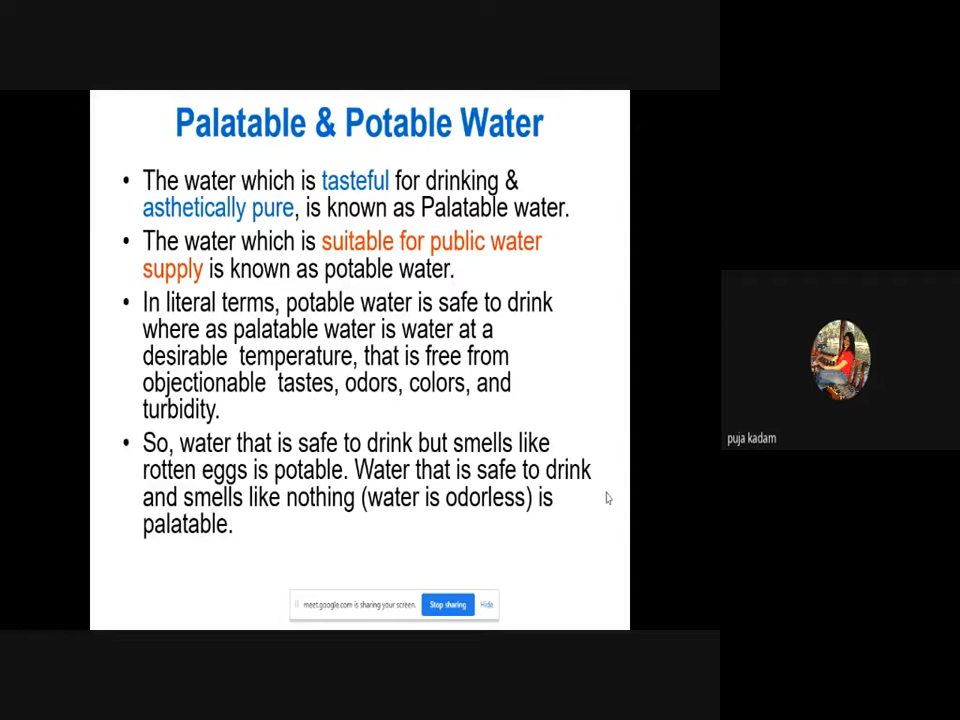 Palatable & Potable Water
• The water which is tasteful for drinking &
asthetically pure, is known as Palatable water.
• The water which is suitable for public water
supply is known as potable water.
• In literal terms, potable water is safe to drink
where as palatable water is water at a
desirable temperature, that is free from
objectionable tastes, odors, colors, and
turbidity.
• So, water that is safe to drink but smells like
rotten eggs is potable. Water that is safe to drink
and smells like nothing (water is odorless) is
palatable.
meet.google.com is sharing your screen. Stop sharing Hide
puja kadam